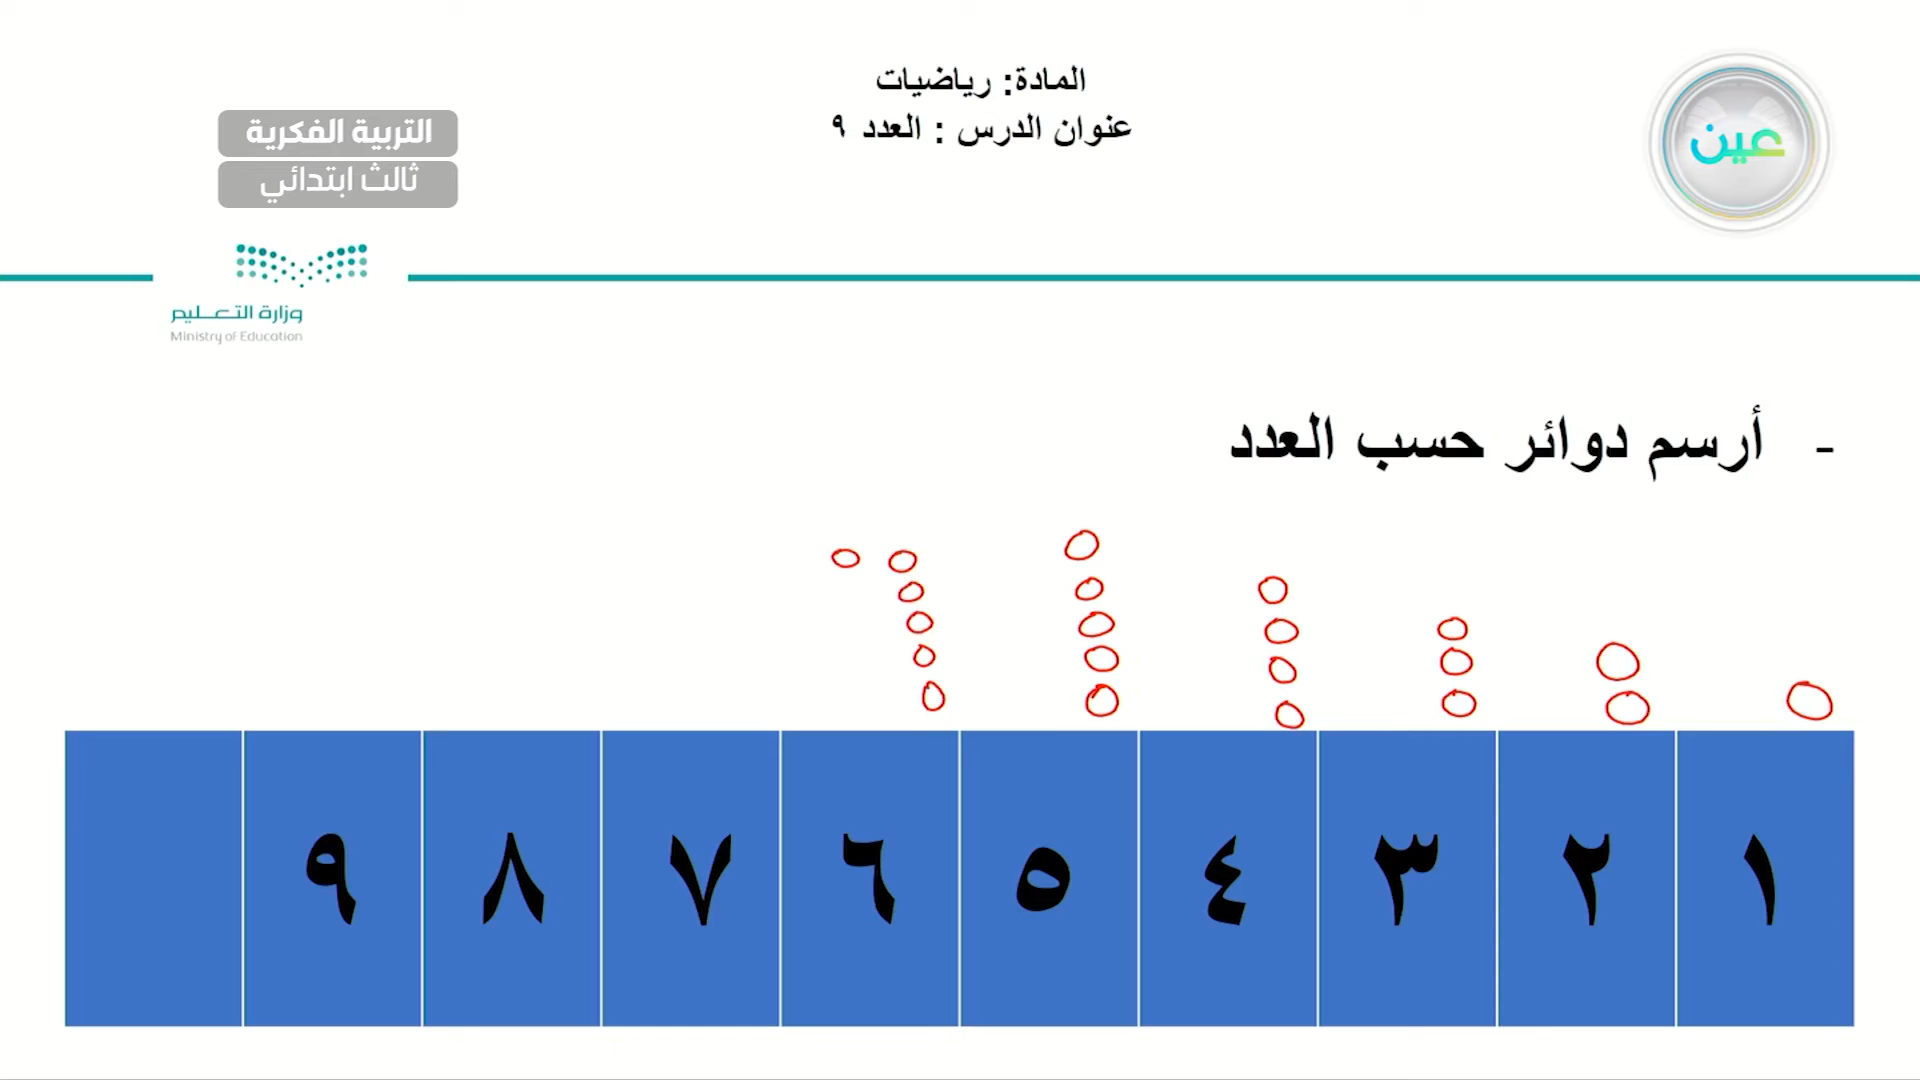 المادة: رياضيات
عنوان الدرس : العدد ٩
عين
التربية الفكرية
ثالث ابتدائي
وزارة التعليم
Ministry of Education
- أرسم دوائر حسب العدد
١ ٢ ٣ ٤ ٥ ٦ ٧ ٨ ٩